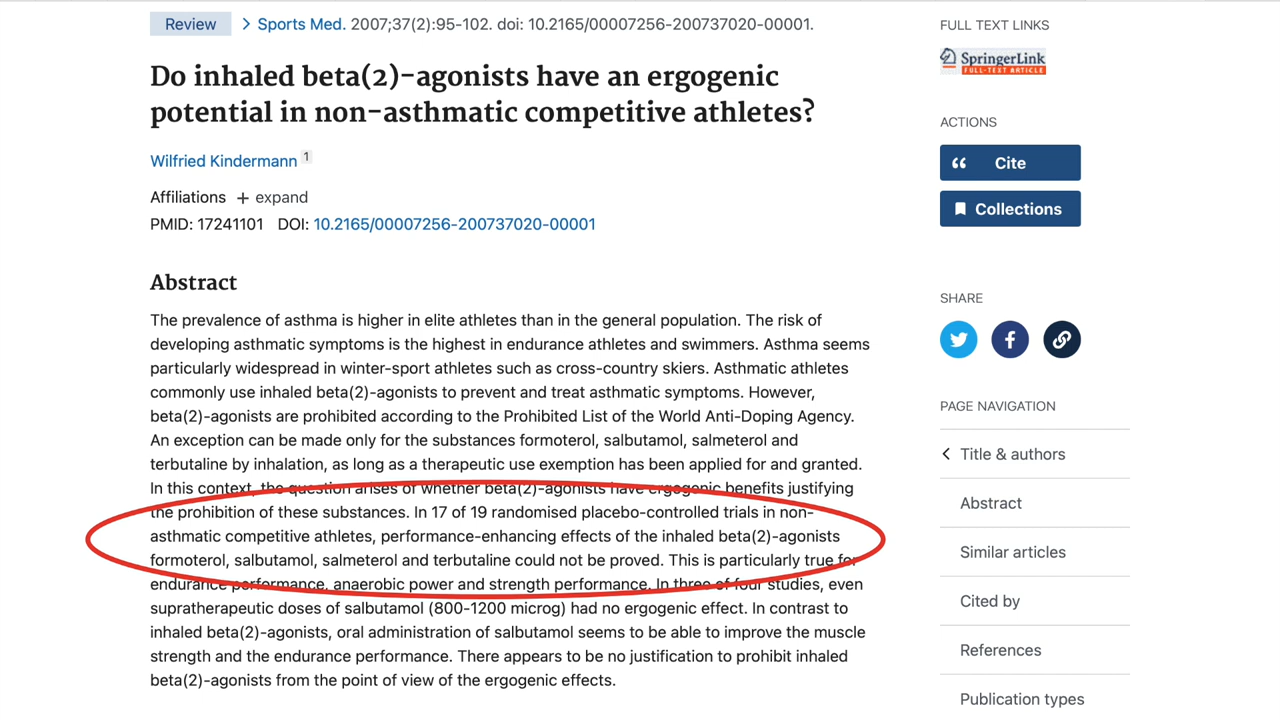 Review > Sports Med. 2007;37(2):95-102. doi: 10.2165/00007256-200737020-00001.
Do inhaled beta(2)-agonists have an ergogenic
potential in non-asthmatic competitive athletes?
Wilfried Kindermann 1
Affiliations + expand
PMID: 17241101 DOI: 10.2165/00007256-200737020-00001
Abstract
The prevalence of asthma is higher in elite athletes than in the general population. The risk of
developing asthmatic symptoms is the highest in endurance athletes and swimmers. Asthma seems
particularly widespread in winter-sport athletes such as cross-country skiers. Asthmatic athletes
commonly use inhaled beta(2)-agonists to prevent and treat asthmatic symptoms. However,
beta(2)-agonists are prohibited according to the Prohibited List of the World Anti-Doping Agency.
An exception can be made only for the substances formoterol, salbutamol, salmeterol and
terbutaline by inhalation, as long as a therapeutic use exemption has been applied for and granted.
In this context, the question arises of whether beta(2)-agonists have ergogenic benefits justifying
the prohibition of these substances. In 17 of 19 randomised placebo-controlled trials in non-
asthmatic competitive athletes, performance-enhancing effects of the inhaled beta(2)-agonists
formoterol, salbutamol, salmeterol and terbutaline could not be proved. This is particularly true for
endurance performance, anaerobic power and strength performance. In three of four studies, even
supratherapeutic doses of salbutamol (800-1200 microg) had no ergogenic effect. In contrast to
inhaled beta(2)-agonists, oral administration of salbutamol seems to be able to improve the muscle
strength and the endurance performance. There appears to be no justification to prohibit inhaled
beta(2)-agonists from the point of view of the ergogenic effects.
FULL TEXT LINKS
SpringerLink
FULL-TEXT ARTICLE
ACTIONS
Cite
Collections
SHARE
PAGE NAVIGATION
Title & authors
Abstract
Similar articles
Cited by
References
Publication types